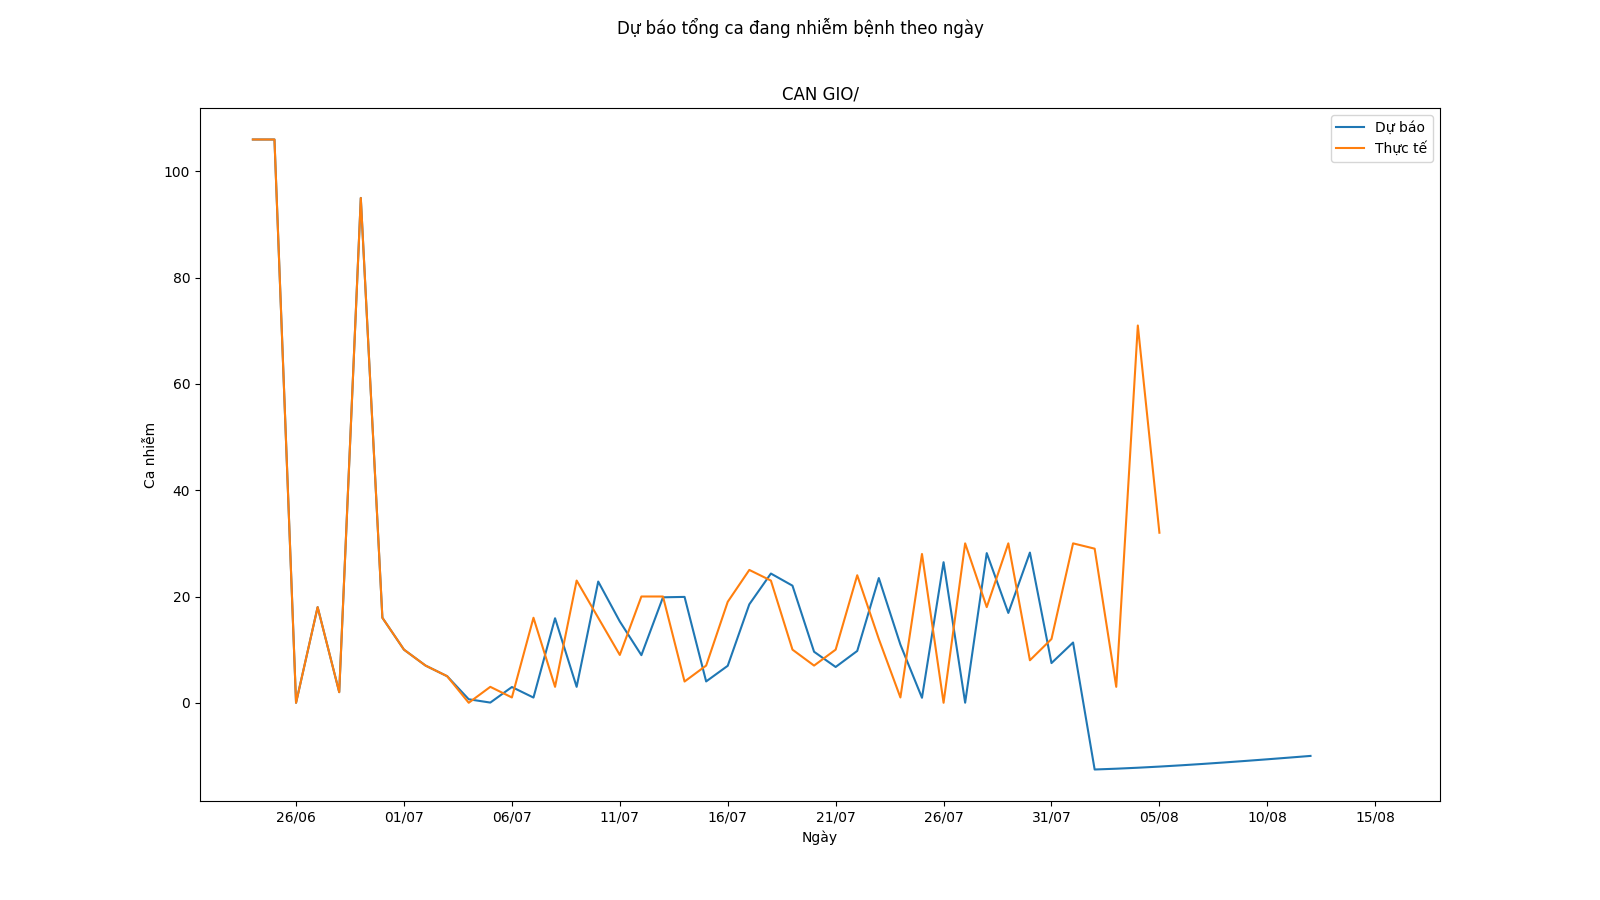 Dự báo tổng ca đang nhiễm bệnh theo ngày
CAN GIO/
Dự báo
Thực tế
100
80
60
40
20
0
Ca nhiễm
26/06 01/07 06/07 11/07 16/07 21/07 26/07 31/07 05/08 10/08 15/08
Ngày